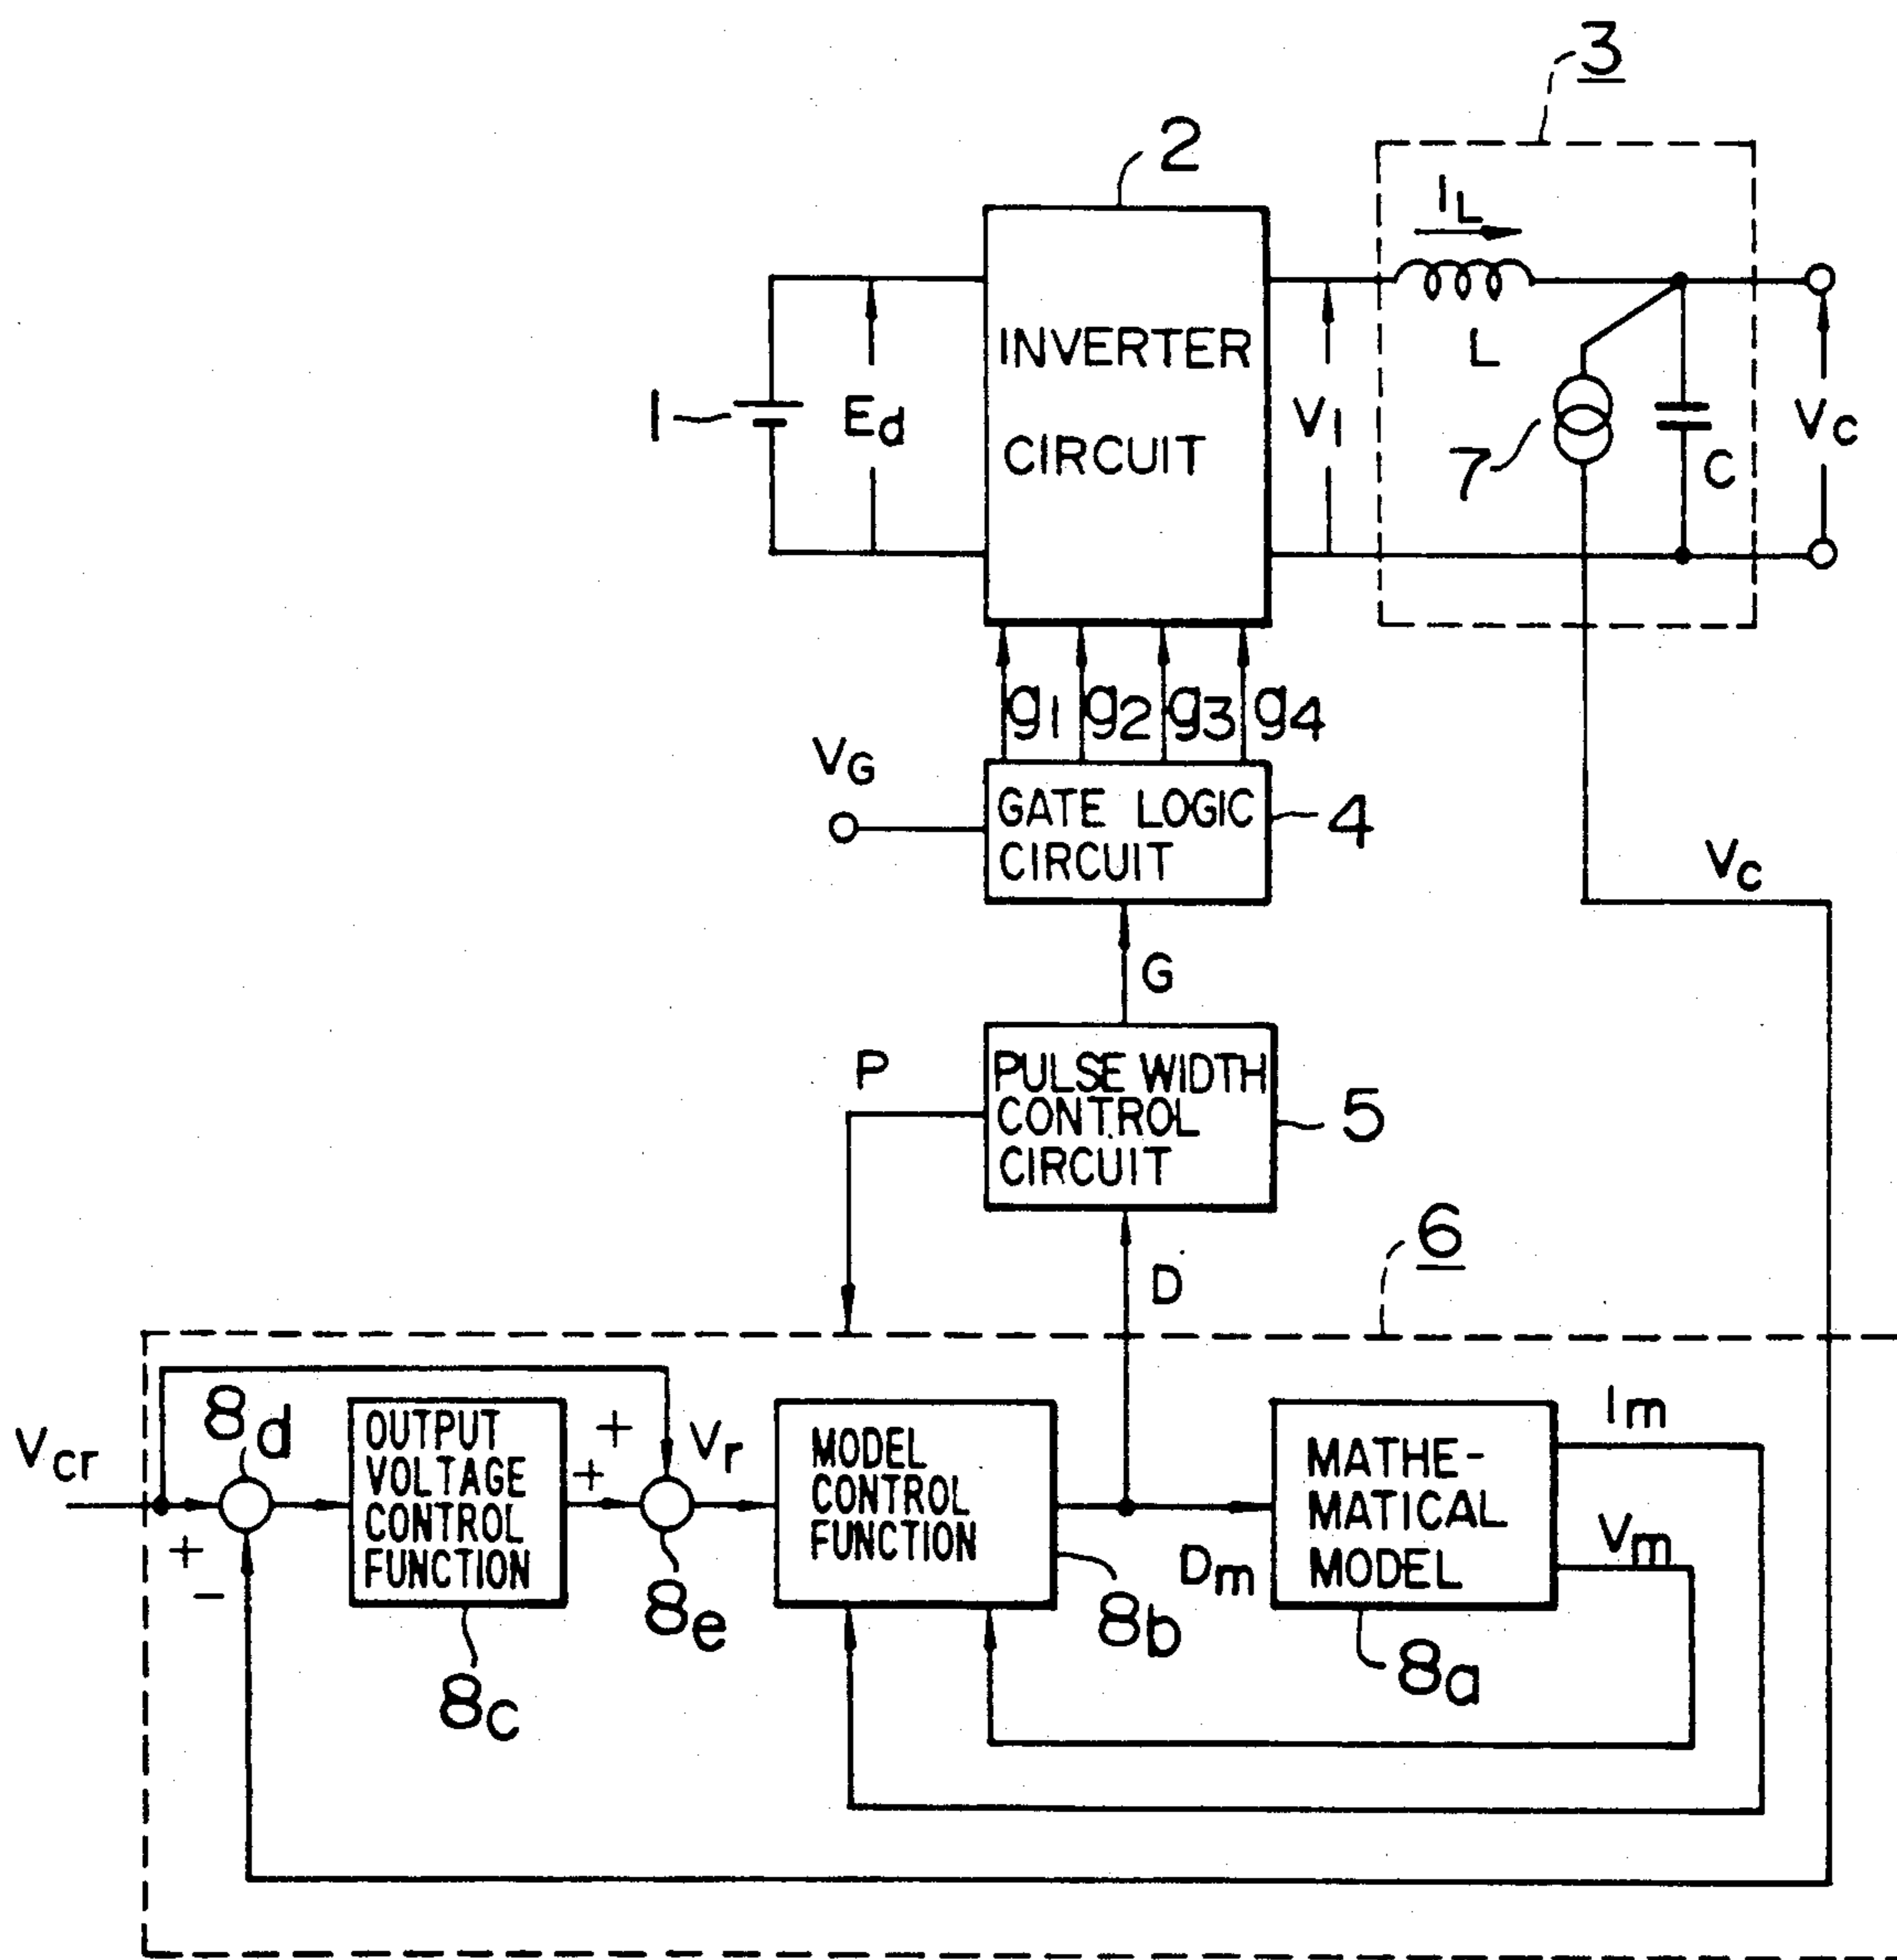 3
2
IL
INVERTER
CIRCUIT
1
Ed
V1
L
7
C
Vc
g1 g2 g3 g4
VG
GATE LOGIC
CIRCUIT
4
Vc
G
P
PULSE WIDTH
CONTROL
CIRCUIT
5
6
D
Vcr
8d
+
-
OUTPUT
VOLTAGE
CONTROL
FUNCTION
8c
+
+
Vr
8e
MODEL
CONTROL
FUNCTION
8b
Dm
MATHE-
MATICAL
MODEL
8a
Im
Vm